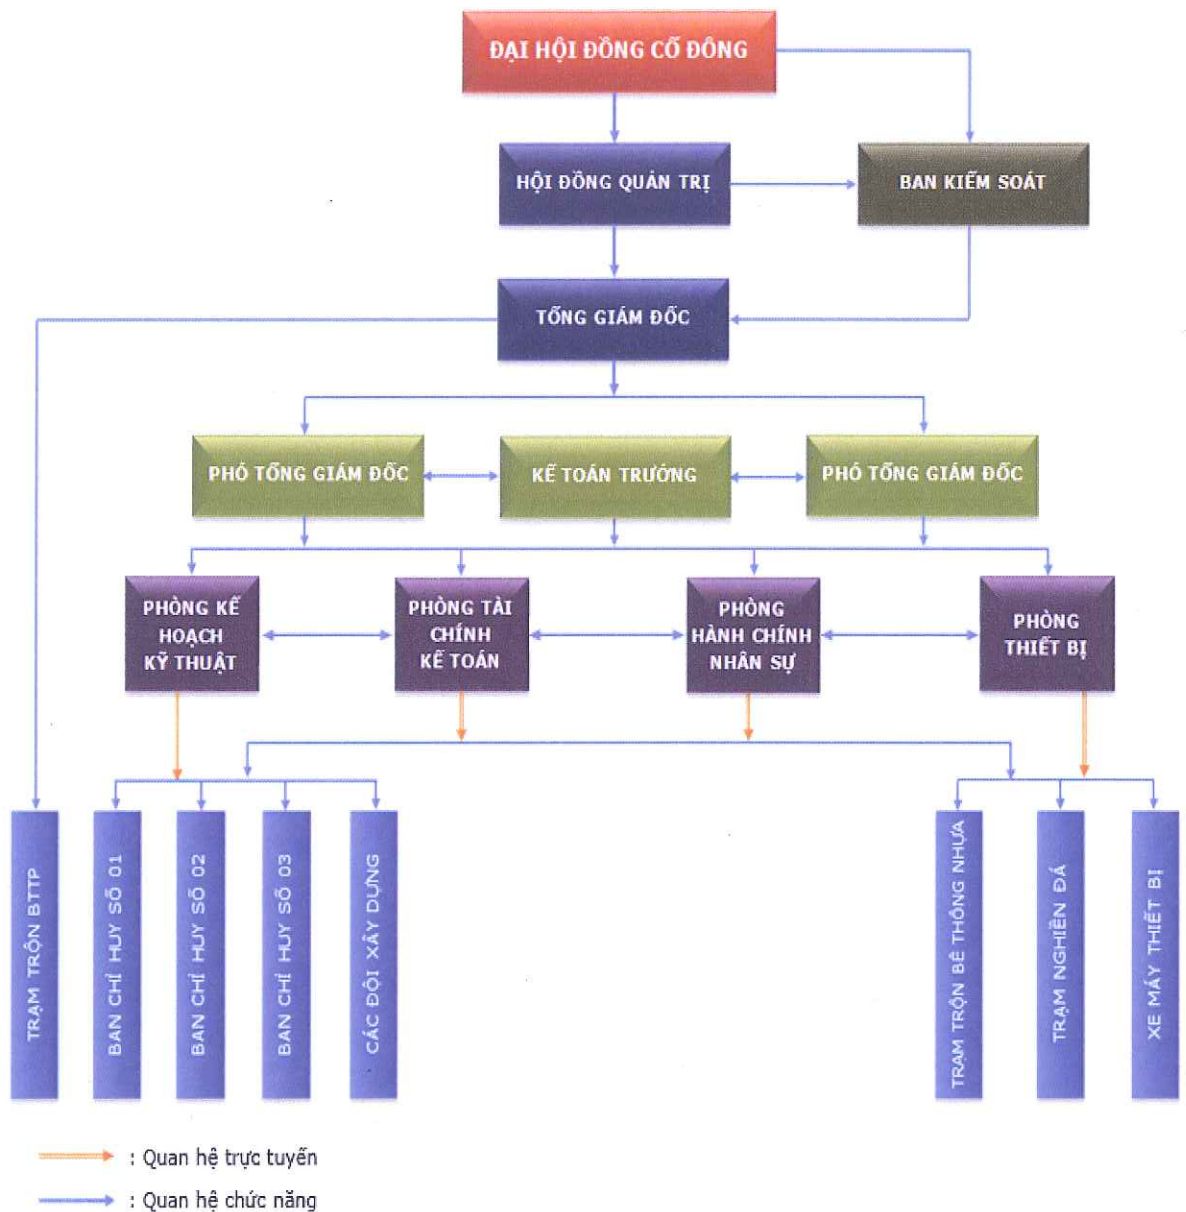 ĐẠI HỘI ĐỒNG CỔ ĐÔNG
HỘI ĐỒNG QUẢN TRỊ
BAN KIỂM SOÁT
TỔNG GIÁM ĐỐC
PHÓ TỔNG GIÁM ĐỐC
KẾ TOÁN TRƯỞNG
PHÓ TỔNG GIÁM ĐỐC
PHÒNG KẾ
HOẠCH
KỸ THUẬT
PHÒNG TÀI
CHÍNH
KẾ TOÁN
PHÒNG
HÀNH CHÍNH
NHÂN SỰ
PHÒNG
THIẾT BỊ
TRẠM TRỘN BTTP
BAN CHỈ HUY SỐ 01
BAN CHỈ HUY SỐ 02
BAN CHỈ HUY SỐ 03
CÁC ĐỘI XÂY DỰNG
TRẠM TRỘN BÊ THÔNG NHỰA
TRẠM NGHIỀN ĐÁ
XE MÁY THIẾT BỊ
: Quan hệ trực tuyến
: Quan hệ chức năng